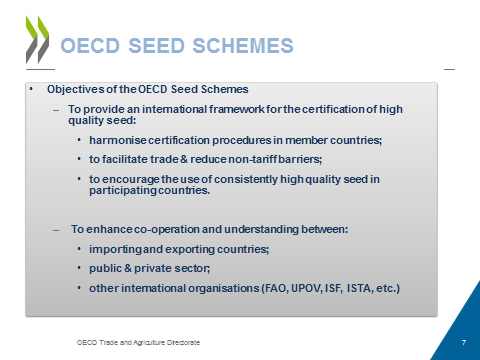 OECD SEED SCHEMES
• Objectives of the OECD Seed Schemes
– To provide an international framework for the certification of high
quality seed:
• harmonise certification procedures in member countries;
• to facilitate trade & reduce non-tariff barriers;
• to encourage the use of consistently high quality seed in
participating countries.
– To enhance co-operation and understanding between:
• importing and exporting countries;
• public & private sector;
• other international organisations (FAO, UPOV, ISF, ISTA, etc.)
OECD Trade and Agriculture Directorate
7